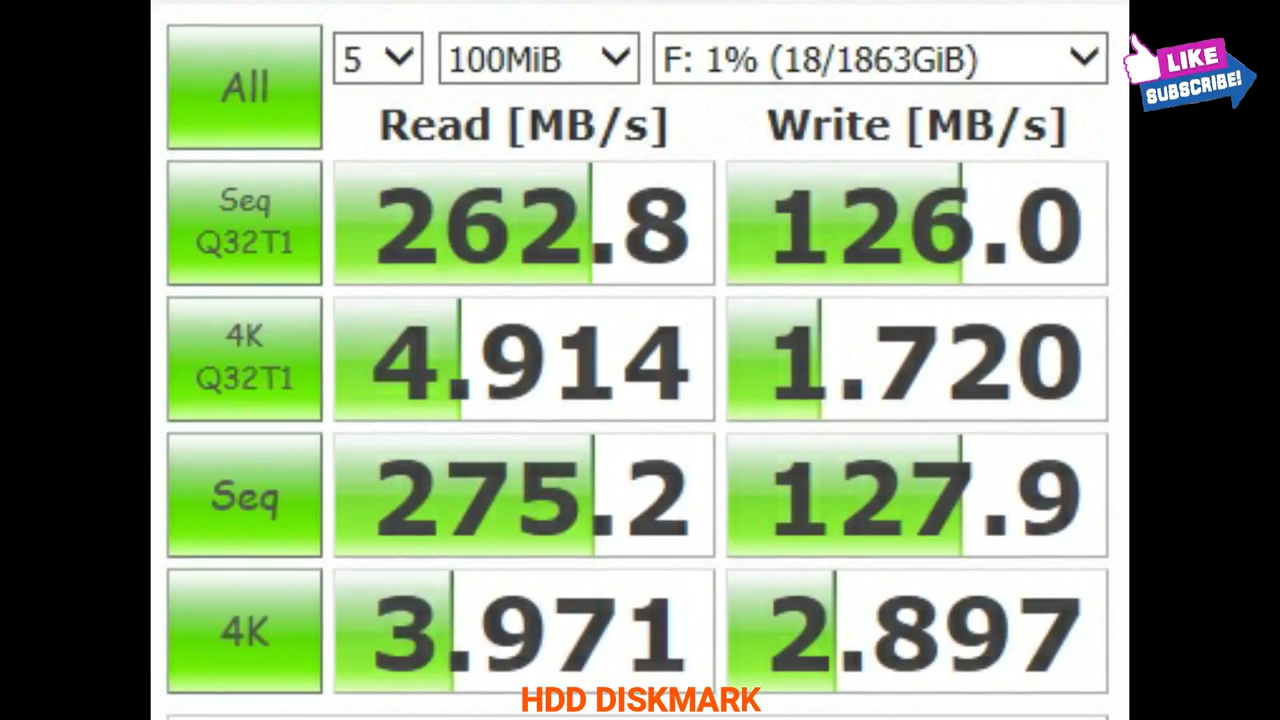 All 5 100MiB F: 1% (18/1863GiB)
Read [MB/s] Write [MB/s]
Seq
Q32T1 262.8 126.0
4K
Q32T1 4.914 1.720
Seq 275.2 127.9
4K 3.971 2.897
HDD DISKMARK
LIKE
SUBSCRIBE!